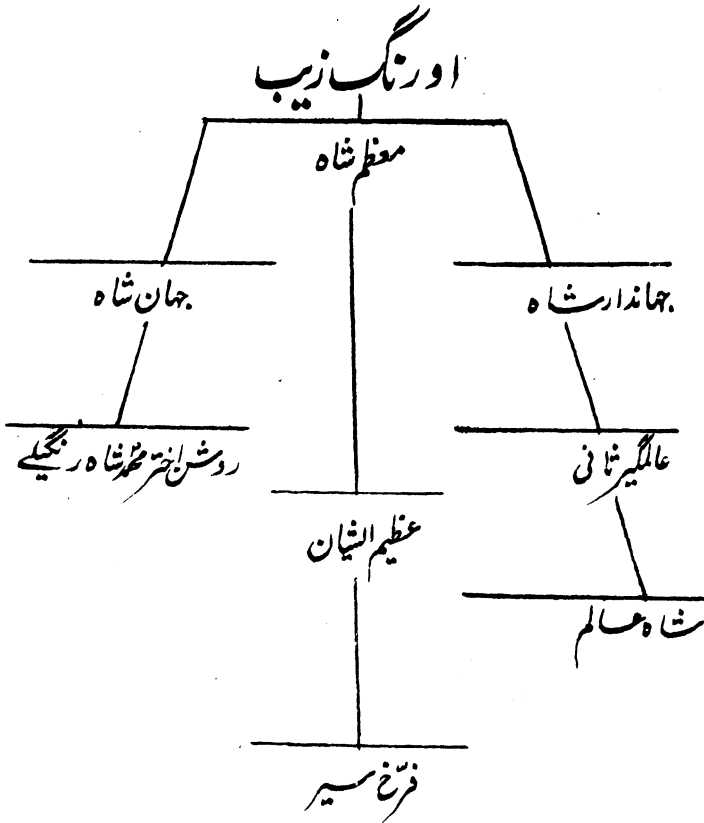 اورنگ زیب
معظم شاہ
جہاندار شاہ
جہان شاہ
عالمگیر ثانی
روشن اختر محمد شاہ رنگیلے
عظیم الشان
شاہ عالم
فرّخ سیر